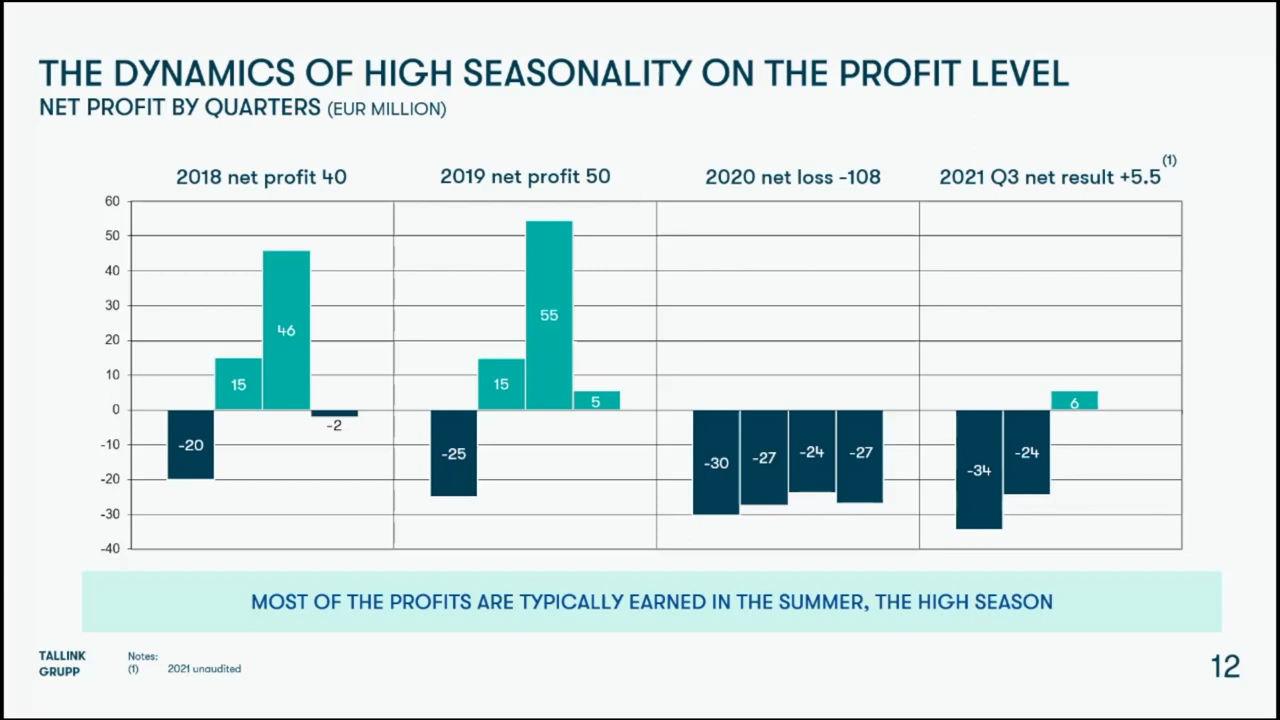 THE DYNAMICS OF HIGH SEASONALITY ON THE PROFIT LEVEL
NET PROFIT BY QUARTERS (EUR MILLION)
2018 net profit 40
2019 net profit 50
2020 net loss -108
2021 Q3 net result +5.5 (1)
60
50
40
30
20
10
0
-10
-20
-30
-40
-20
15
46
-2
-25
15
55
5
-30
-27
-24
-27
-34
-24
6
MOST OF THE PROFITS ARE TYPICALLY EARNED IN THE SUMMER, THE HIGH SEASON
TALLINK
GRUPP
Notes:
(1) 2021 unaudited
12